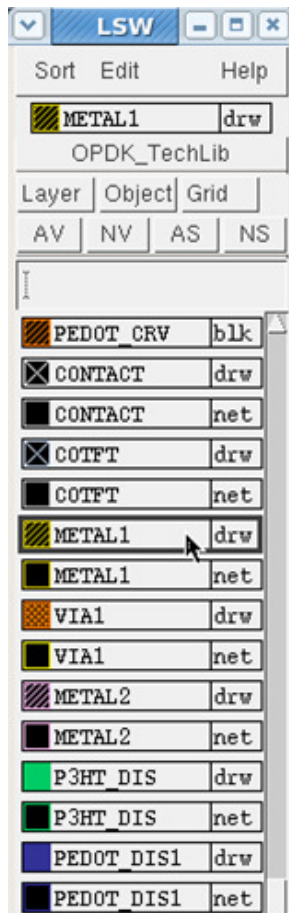 LSW
Sort Edit Help
METAL1 drw
OPDK_TechLib
Layer Object Grid
AV NV AS NS
PEDOT_CRV blk
CONTACT drw
CONTACT net
COTFT drw
COTFT net
METAL1 drw
METAL1 net
VIA1 drw
VIA1 net
METAL2 drw
METAL2 net
P3HT_DIS drw
P3HT_DIS net
PEDOT_DIS1 drw
PEDOT_DIS1 net